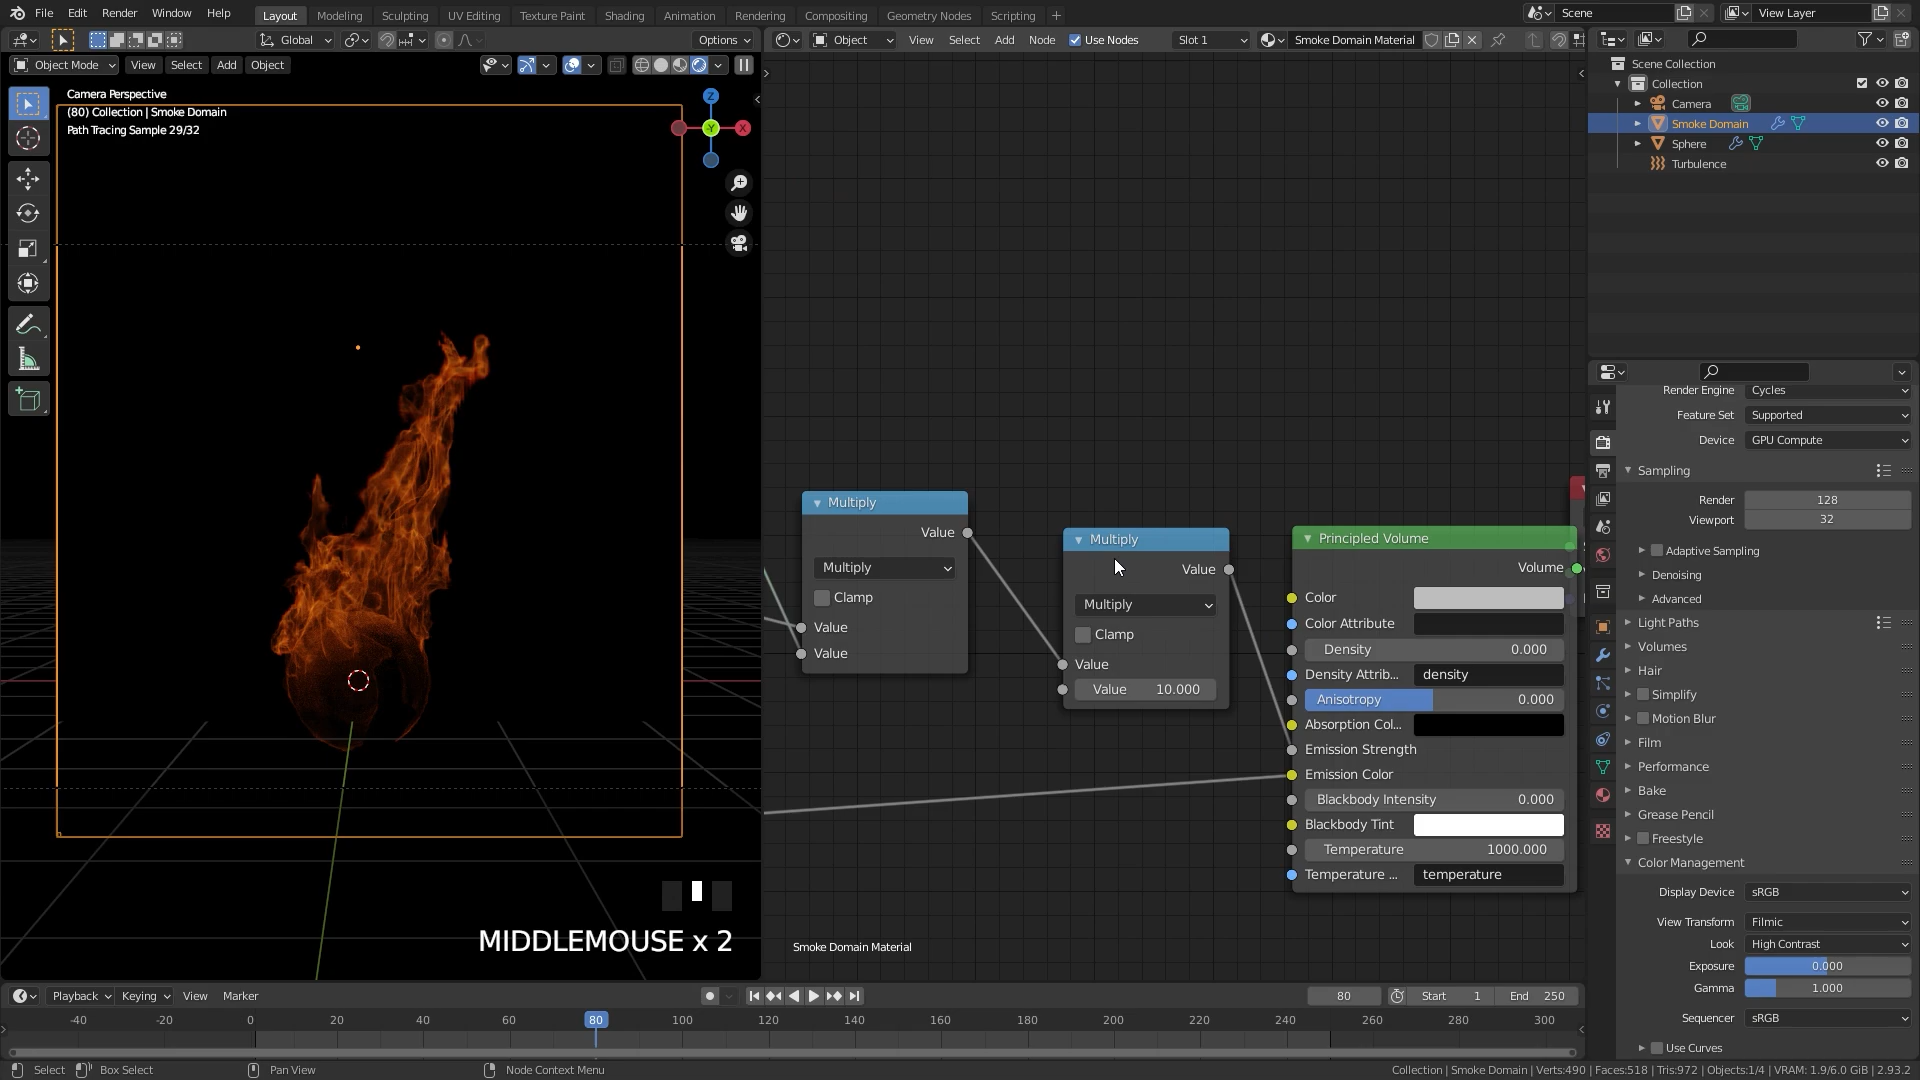 File Edit Render Window Help Layout Modeling Sculpting UV Editing Texture Paint Shading Animation Rendering Compositing Geometry Nodes Scripting + Scene View Layer
Global Options Object View Select Add Node Use Nodes Slot 1 Smoke Domain Material
Object Mode View Select Add Object
Camera Perspective
(80) Collection | Smoke Domain
Path Tracing Sample 29/32
Z
Y
X
MIDDLEMOUSE x 2
Multiply
Value
Multiply
Clamp
Value
Value
Multiply
Value
Multiply
Clamp
Value
Value 10.000
Principled Volume
Volume
Color
Color Attribute
Density 0.000
Density Attrib... density
Anisotropy 0.000
Absorption Col...
Emission Strength
Emission Color
Blackbody Intensity 0.000
Blackbody Tint
Temperature 1000.000
Temperature ... temperature
Smoke Domain Material
Scene Collection
Collection
Camera
Smoke Domain
Sphere
Turbulence
Render Engine Cycles
Feature Set Supported
Device GPU Compute
Sampling
Render 128
Viewport 32
Adaptive Sampling
Denoising
Advanced
Light Paths
Volumes
Hair
Simplify
Motion Blur
Film
Performance
Bake
Grease Pencil
Freestyle
Color Management
Display Device sRGB
View Transform Filmic
Look High Contrast
Exposure 0.000
Gamma 1.000
Sequencer sRGB
Use Curves
Playback Keying View Marker 80 Start 1 End 250
-40 -20 0 20 40 60 80 100 120 140 160 180 200 220 240 260 280 300
Select Box Select Pan View Node Context Menu Collection | Smoke Domain | Verts:490 | Faces:518 | Tris:972 | Objects:1/4 | VRAM: 1.9/6.0 GiB | 2.93.2